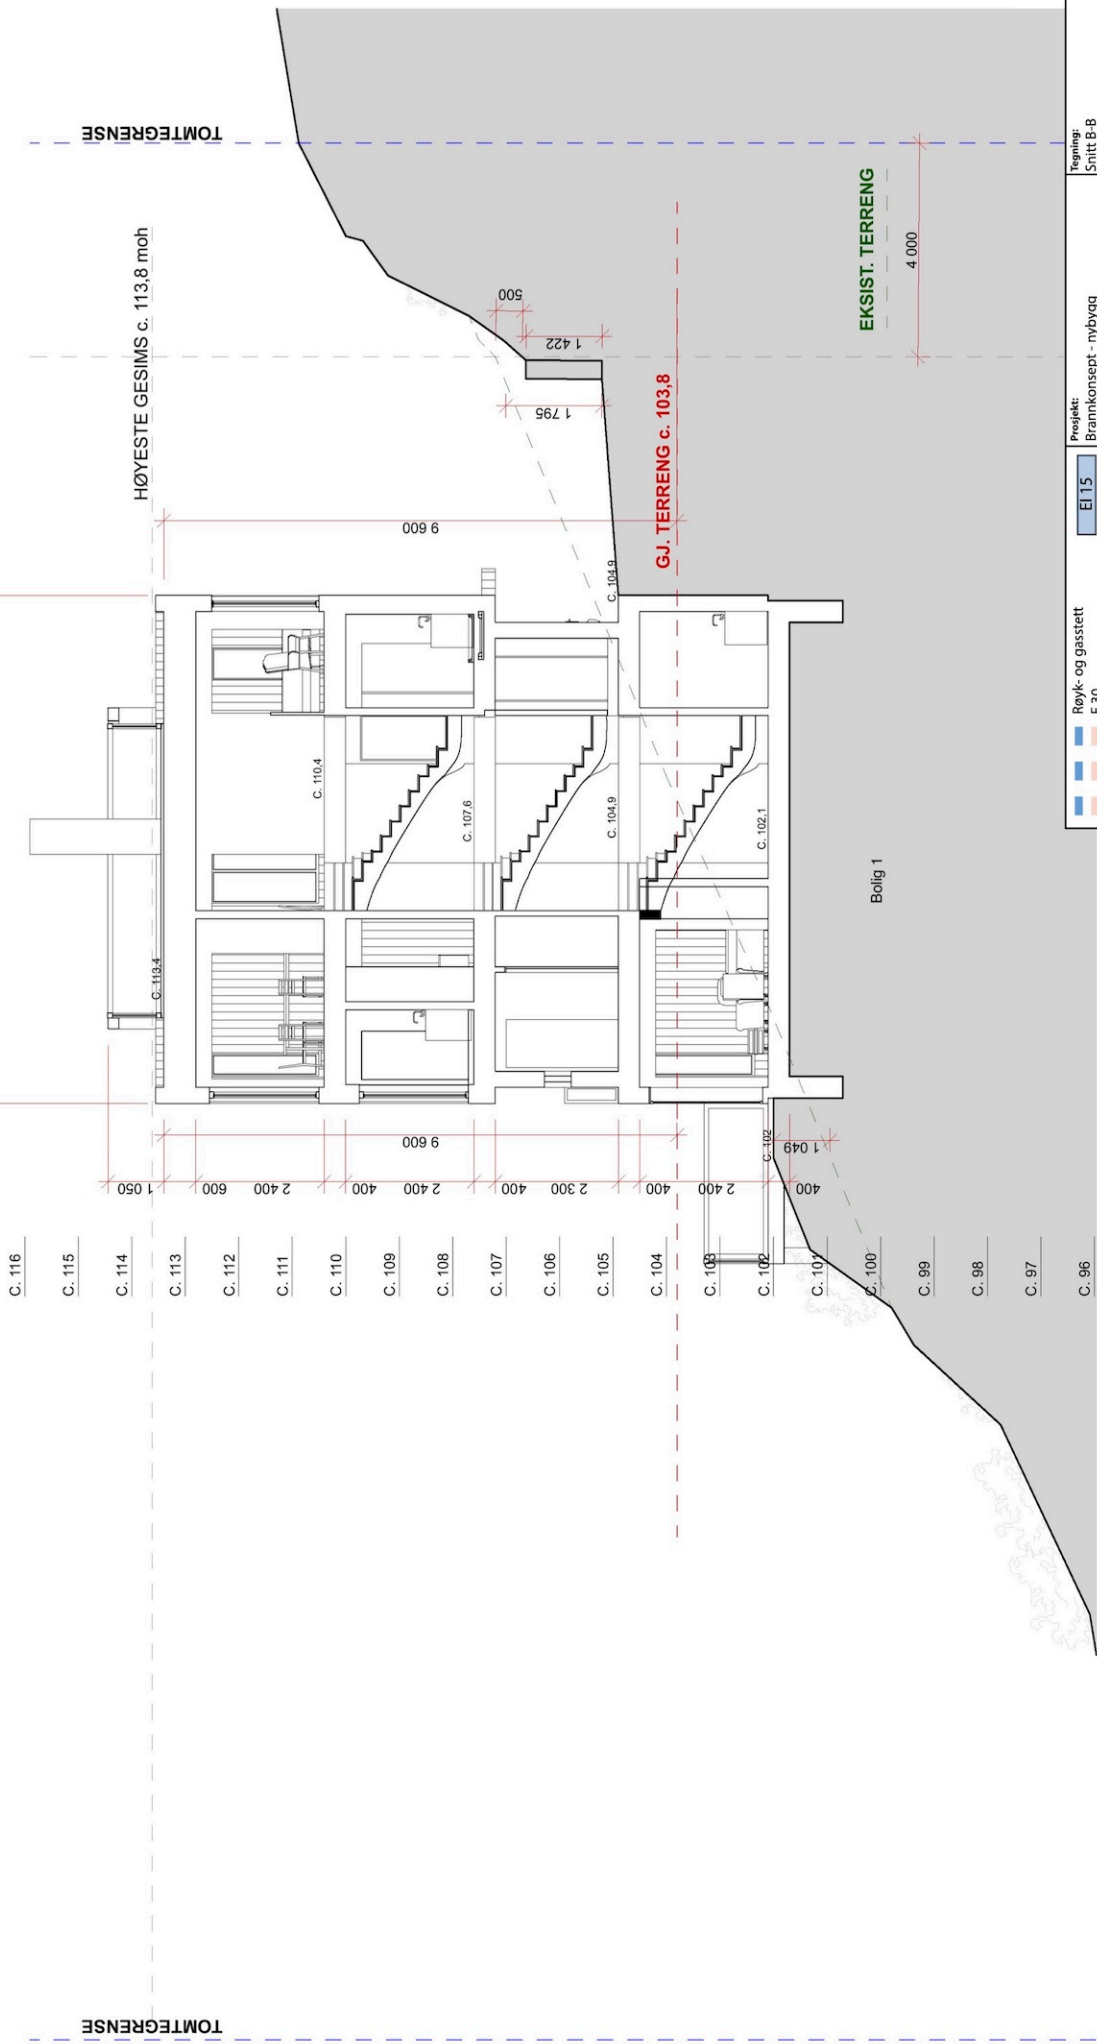 TOMTEGRENSE
TOMTEGRENSE
HØYESTE GESIMS c. 113,8 moh
C. 116
C. 115
C. 114
C. 113
C. 112
C. 111
C. 110
C. 109
C. 108
C. 107
C. 106
C. 105
C. 104
C. 103
C. 102
C. 101
C. 100
C. 99
C. 98
C. 97
C. 96
1 050
600
2 400
400
2 400
400
2 300
400
2 400
400
9 600
1 049
C. 102
C. 113,4
C. 110,4
C. 107,6
C. 104,9
C. 102,1
C. 104,9
9 600
500
1 422
1 795
GJ. TERRENG c. 103,8
EKSIST. TERRENG
4 000
Bolig 1
Røyk- og gasstett
E 30
EI 15
Prosjekt:
Brannkonsept - nybygg
Tegning:
Snitt B-B